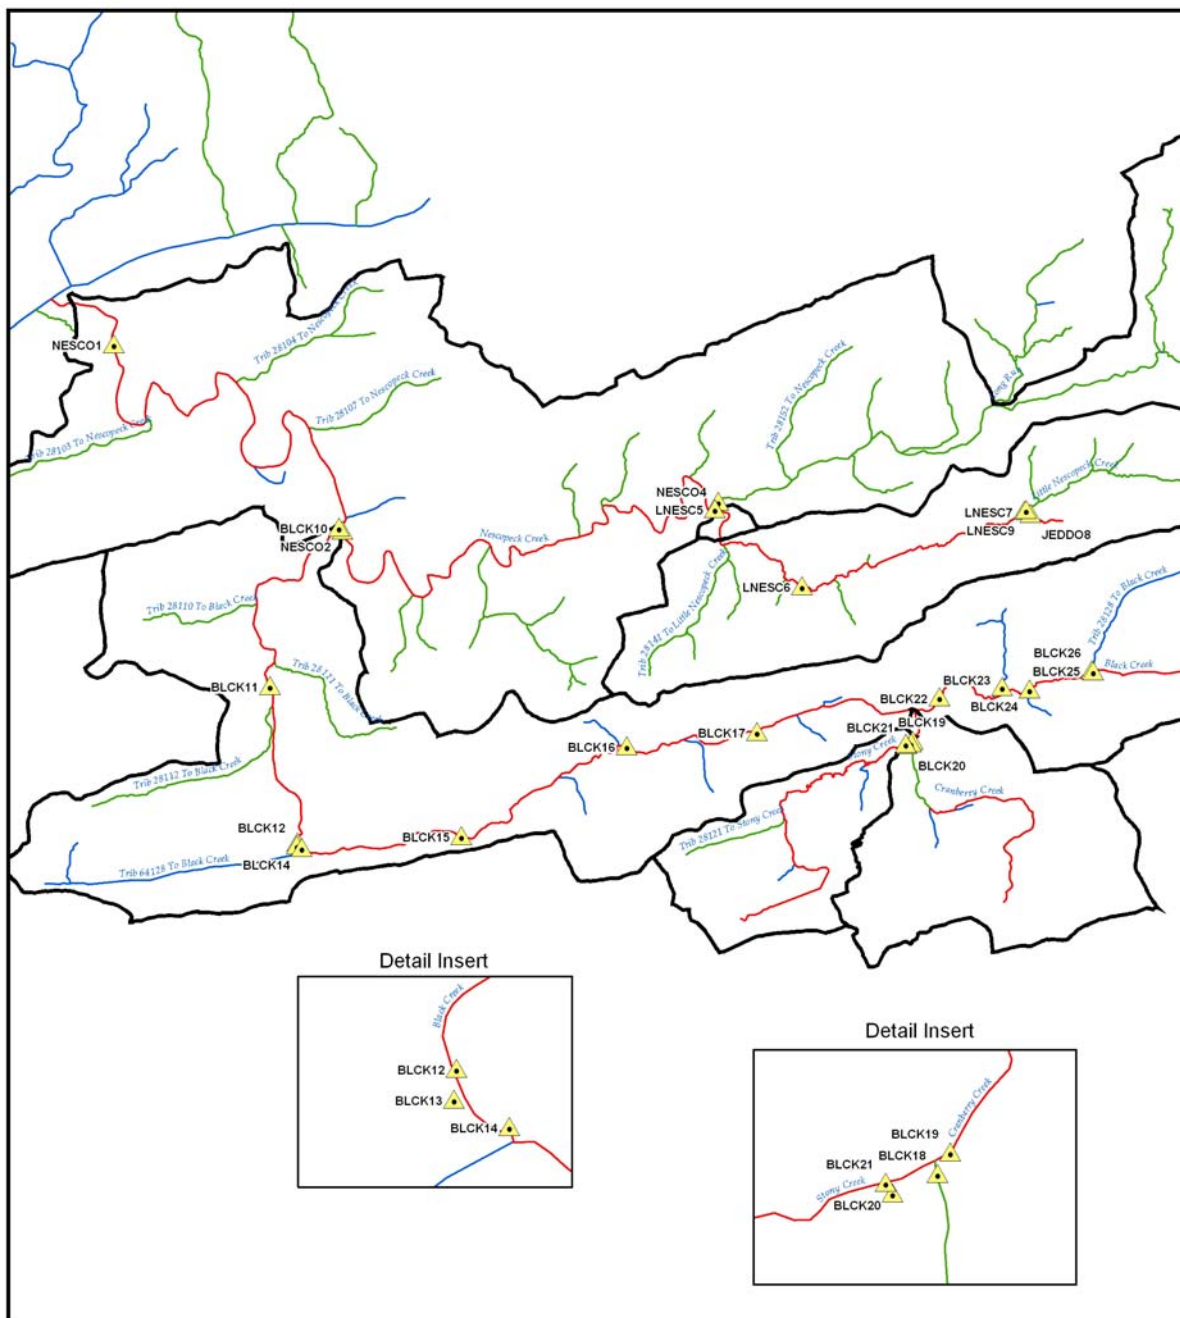 NESCO1
Trib 28104 To Nescopeck Creek
Trib 28107 To Nescopeck Creek
Trib 28103 To Nescopeck Creek
Trib 28152 To Nescopeck Creek
Long Run
Little Nescopeck Creek
NESCO4
LNESC5
LNESC7
LNESC9
JEDDO8
BLCK10
NESCO2
Nescopeck Creek
LNESC6
Trib 28110 To Black Creek
Trib 28141 To Little Nescopeck Creek
Trib 28128 To Black Creek
Trib 28111 To Black Creek
BLCK11
BLCK26
BLCK25
Black Creek
BLCK23
BLCK24
BLCK22
BLCK19
BLCK21
BLCK17
BLCK16
Stony Creek
BLCK20
Trib 28112 To Black Creek
Cranberry Creek
BLCK12
BLCK15
Trib 28121 To Stony Creek
BLCK14
Trib 64128 To Black Creek
Detail Insert
Black Creek
BLCK12
BLCK13
BLCK14
Detail Insert
Cranberry Creek
BLCK19
BLCK18
BLCK21
Stony Creek
BLCK20